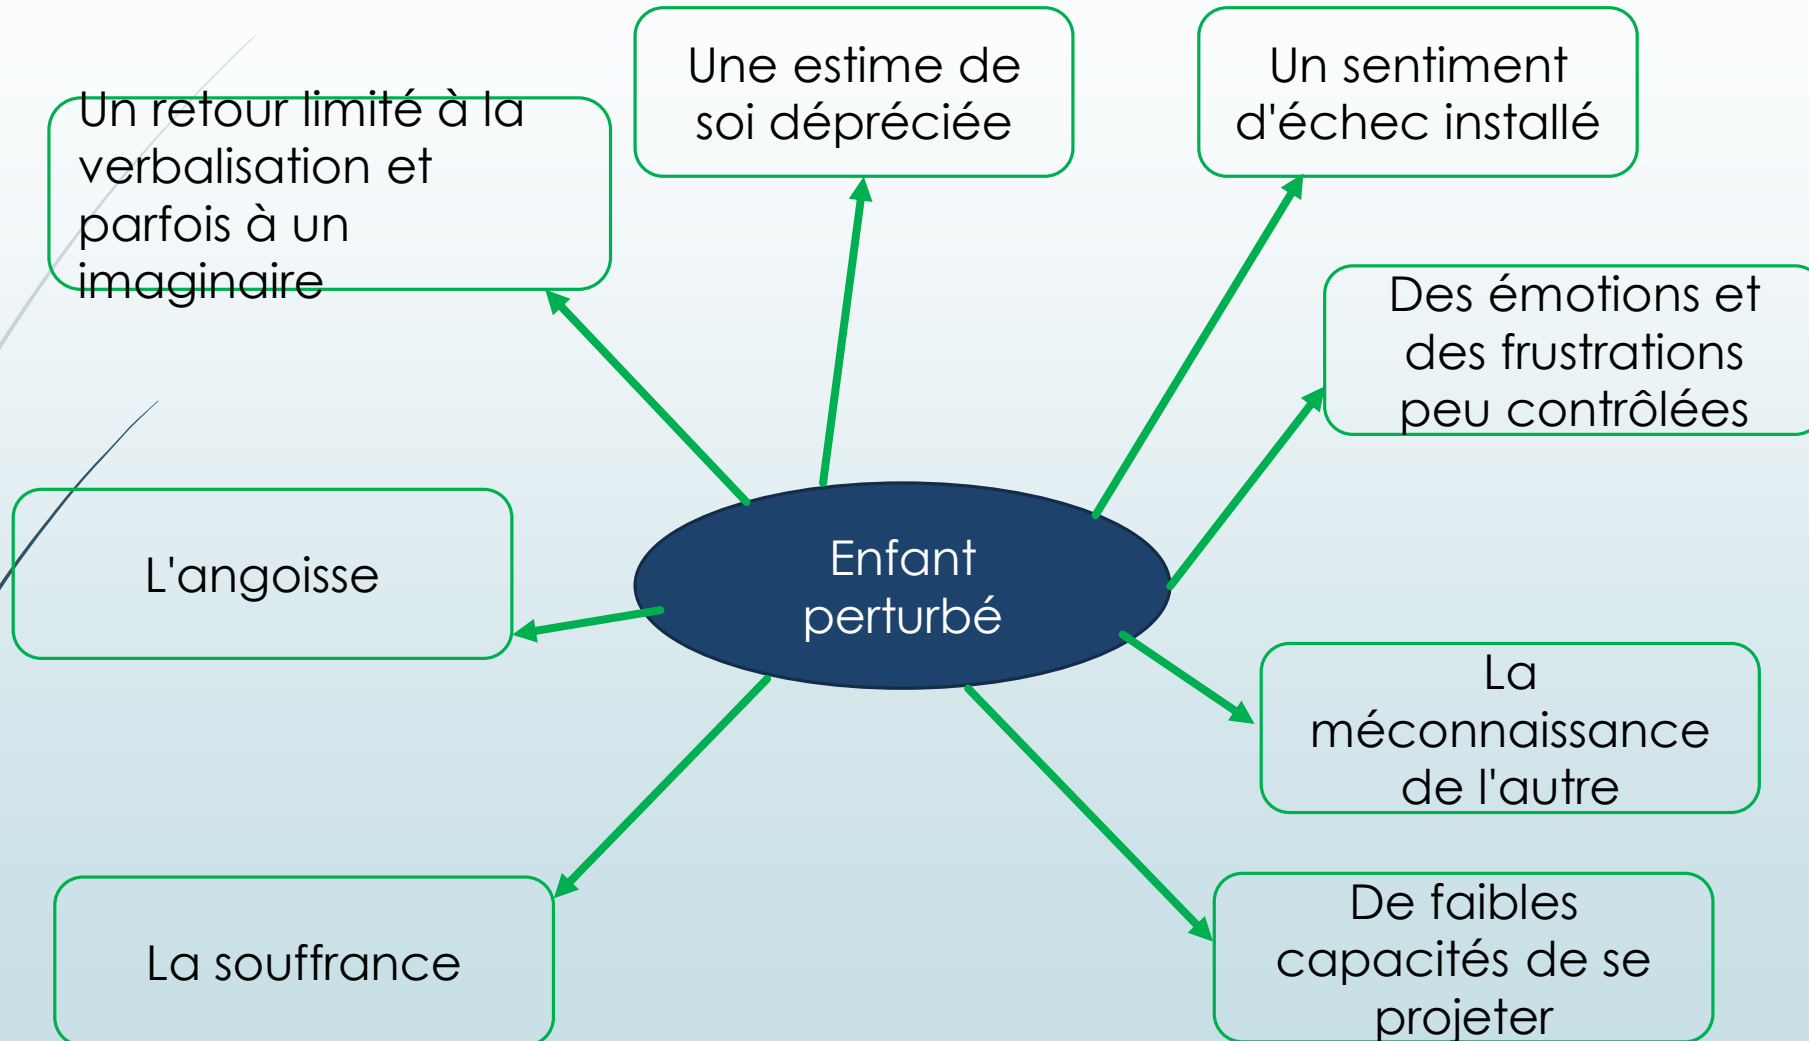 Une estime de
soi dépréciée
Un sentiment
d'échec installé
Un retour limité à la
verbalisation et
parfois à un
imaginaire
Des émotions et
des frustrations
peu contrôlées
L'angoisse
Enfant
perturbé
La
méconnaissance
de l'autre
La souffrance
De faibles
capacités de se
projeter